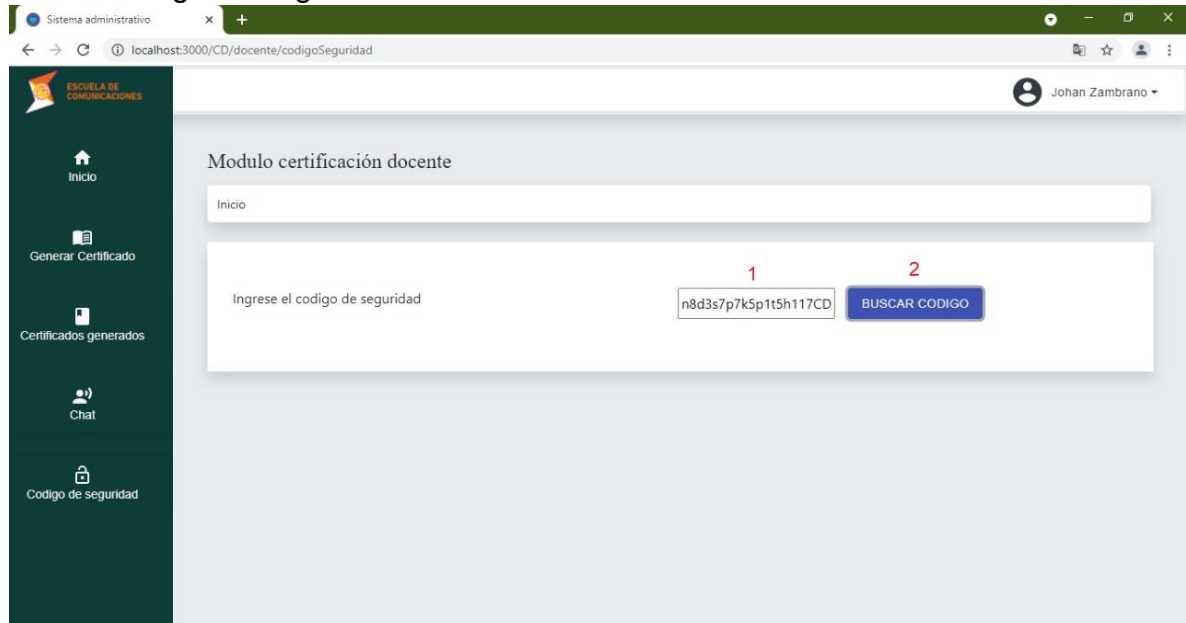 Sistema administrativo
localhost:3000/CD/docente/codigoSeguridad
ESCUELA DE
COMUNICACIONES
Johan Zambrano
Inicio
Modulo certificación docente
Inicio
Generar Certificado
1
2
Ingrese el codigo de seguridad
n8d3s7p7k5p1t5h117CD
BUSCAR CODIGO
Certificados generados
Chat
Codigo de seguridad